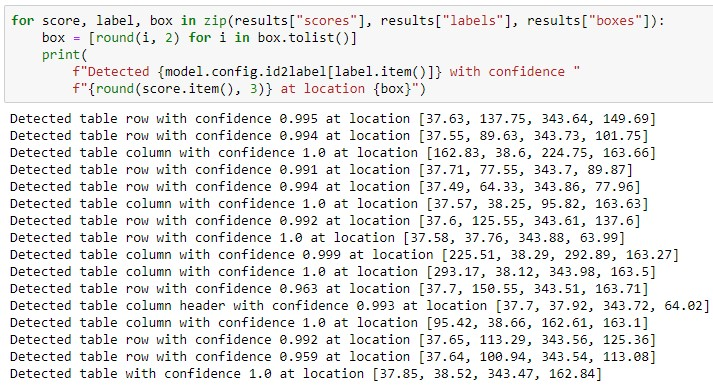 for score, label, box in zip(results["scores"], results["labels"], results["boxes"]):
    box = [round(i, 2) for i in box.tolist()]
    print(
        f"Detected {model.config.id2label[label.item()]} with confidence "
        f"{round(score.item(), 3)} at location {box}")
Detected table row with confidence 0.995 at location [37.63, 137.75, 343.64, 149.69]
Detected table row with confidence 0.994 at location [37.55, 89.63, 343.73, 101.75]
Detected table column with confidence 1.0 at location [162.83, 38.6, 224.75, 163.66]
Detected table row with confidence 0.991 at location [37.71, 77.55, 343.7, 89.87]
Detected table row with confidence 0.994 at location [37.49, 64.33, 343.86, 77.96]
Detected table column with confidence 1.0 at location [37.57, 38.25, 95.82, 163.63]
Detected table row with confidence 0.992 at location [37.6, 125.55, 343.61, 137.6]
Detected table row with confidence 1.0 at location [37.58, 37.76, 343.88, 63.99]
Detected table column with confidence 0.999 at location [225.51, 38.29, 292.89, 163.27]
Detected table column with confidence 1.0 at location [293.17, 38.12, 343.98, 163.5]
Detected table row with confidence 0.963 at location [37.7, 150.55, 343.51, 163.71]
Detected table column header with confidence 0.993 at location [37.7, 37.92, 343.72, 64.02]
Detected table column with confidence 1.0 at location [95.42, 38.66, 162.61, 163.1]
Detected table row with confidence 0.992 at location [37.65, 113.29, 343.56, 125.36]
Detected table row with confidence 0.959 at location [37.64, 100.94, 343.54, 113.08]
Detected table with confidence 1.0 at location [37.85, 38.52, 343.47, 162.84]